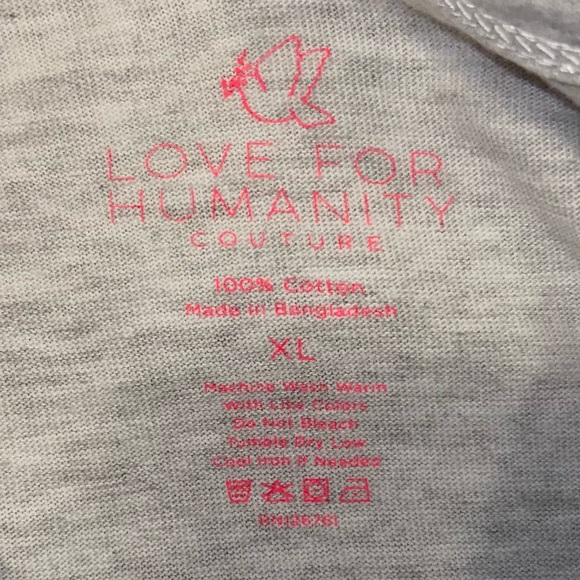 LOVE FOR
HUMANITY
COUTURE
100% Cotton
Made in Bangladesh
XL
Machine Wash Warm
With Like Colors
Do Not Bleach
Tumble Dry Low
Cool Iron If Needed
RN126761